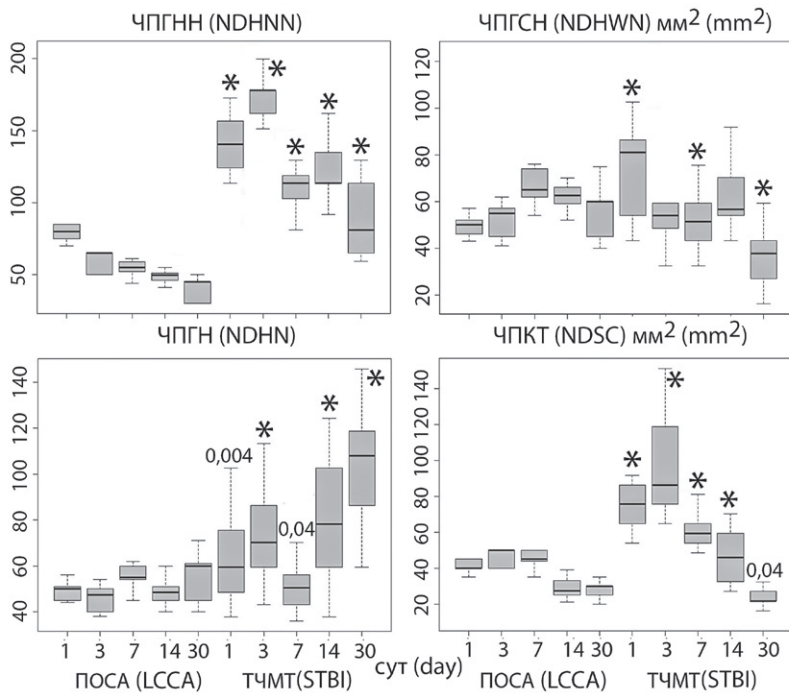 ЧПГНН (NDHNN)
200
150
100
50
* * * * *
ЧПГСН (NDHWN) мм² (mm²)
120
100
80
60
40
20
* * *
ЧПГН (NDHN)
140
120
100
80
60
40
0,004 * 0,04 * *
1 3 7 14 30 1 3 7 14 30
ПОСА (LCCA) ТЧМТ(STBI)
ЧПКТ (NDSC) мм² (mm²)
140
120
100
80
60
40
20
* * * * 0,04
1 3 7 14 30 1 3 7 14 30
сут (day)
ПОСА (LCCA) ТЧМТ(STBI)